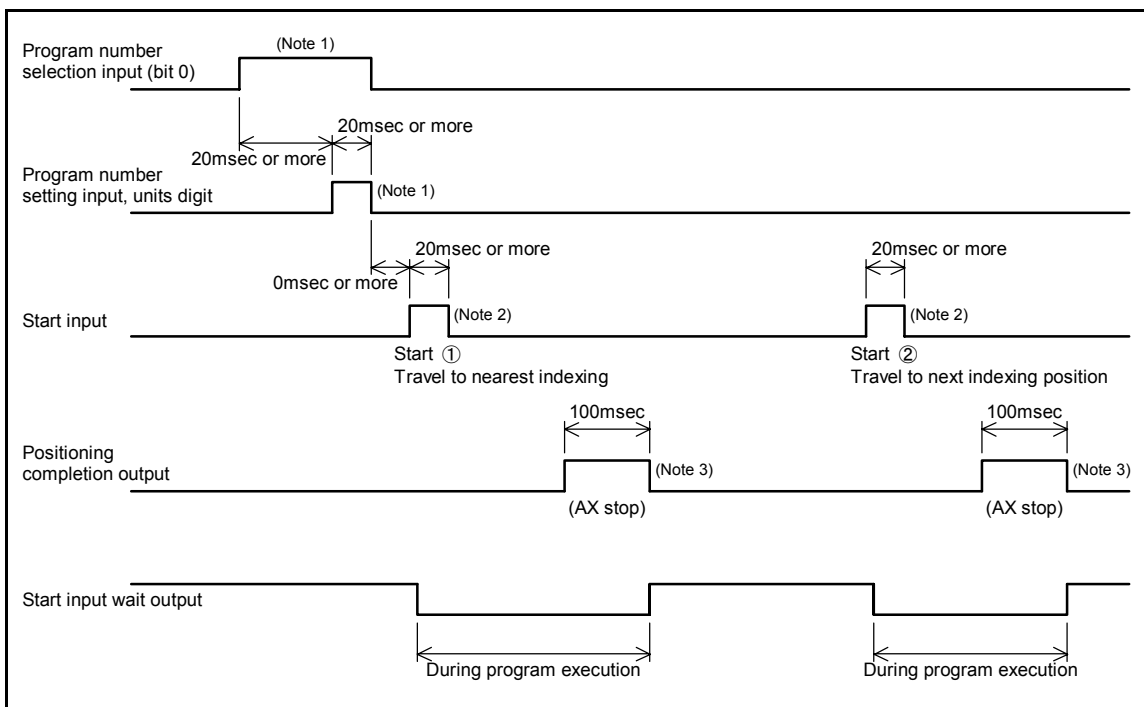 Program number
selection input (bit 0)
(Note 1)
20msec or more
20msec or more
Program number
setting input, units digit
(Note 1)
20msec or more
0msec or more
20msec or more
Start input
(Note 2)
(Note 2)
Start ①
Travel to nearest indexing
Start ②
Travel to next indexing position
100msec
100msec
Positioning
completion output
(Note 3)
(Note 3)
(AX stop)
(AX stop)
Start input wait output
During program execution
During program execution